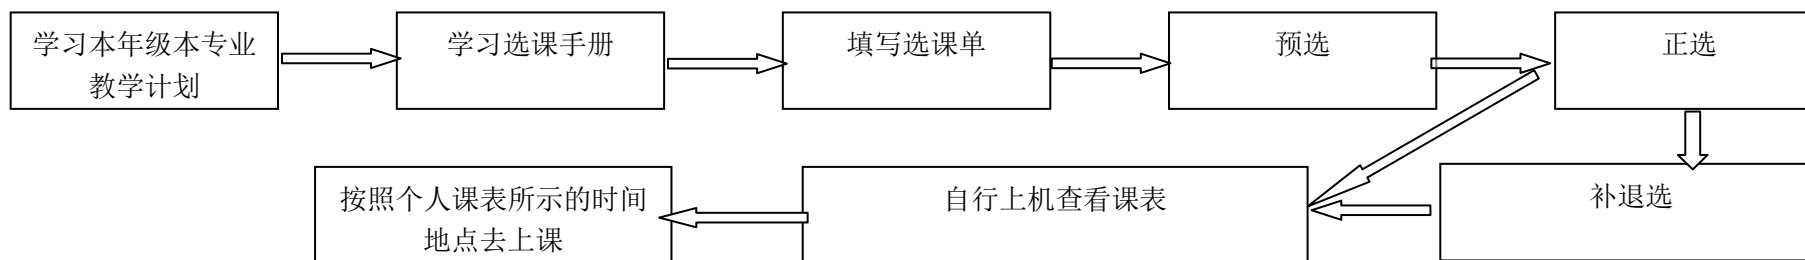 学习本年级本专业
教学计划
学习选课手册
填写选课单
预选
正选
按照个人课表所示的时间
地点去上课
自行上机查看课表
补退选